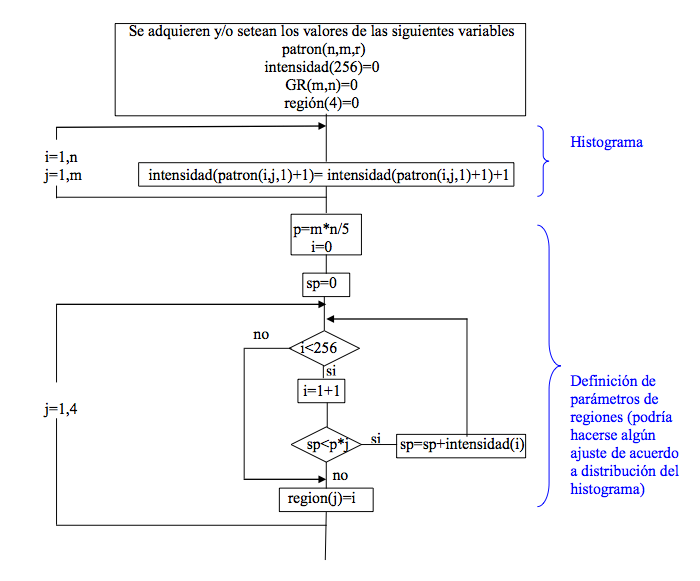 Se adquieren y/o setean los valores de las siguientes variables
patron(n,m,r)
intensidad(256)=0
GR(m,n)=0
región(4)=0
Histograma
i=1,n
j=1,m
intensidad(patron(i,j,1)+1)= intensidad(patron(i,j,1)+1)+1
p=m*n/5
i=0
sp=0
no
i<256
si
i=1+1
j=1,4
Definición de
parámetros de
regiones (podría
hacerse algún
ajuste de acuerdo
a distribución del
histograma)
sp<p*j
si
sp=sp+intensidad(i)
no
region(j)=i